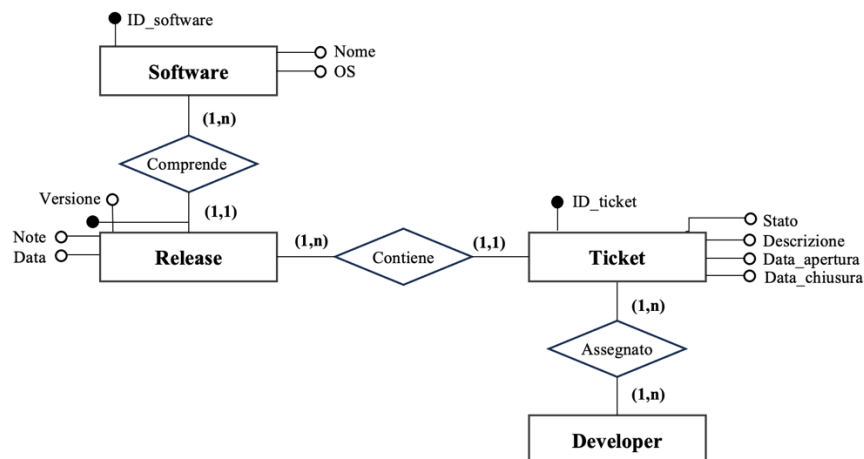 ID_software
Software
Nome
OS
(1,n)
Comprende
Versione
(1,1)
Note
Data
Release
(1,n)
Contiene
(1,1)
ID_ticket
Ticket
Stato
Descrizione
Data_apertura
Data_chiusura
(1,n)
Assegnato
(1,n)
Developer